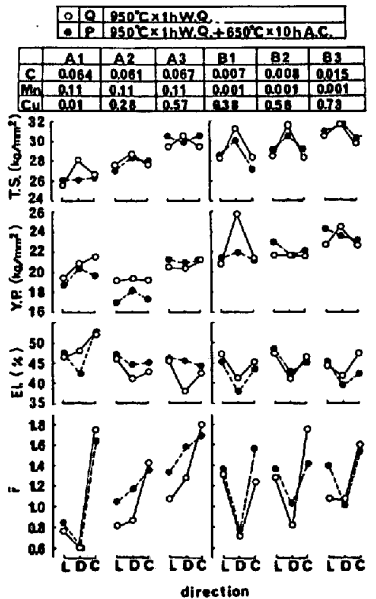 ○ Q 950℃×1hW.Q.
● P 950℃×1hW.Q.+650℃×10hA.C.
A1 A2 A3 B1 B2 B3
C 0.064 0.061 0.067 0.007 0.008 0.015
Mn 0.11 0.11 0.11 0.001 0.001 0.001
Cu 0.01 0.28 0.57 0.38 0.56 0.73
T.S. (kg/mm²)
32
30
28
26
24
Y.P. (kg/mm²)
26
24
22
20
18
16
El. (%)
50
45
40
35
r̄
1.8
1.6
1.4
1.2
1.0
0.8
0.6
L D C L D C L D C L D C L D C L D C
direction